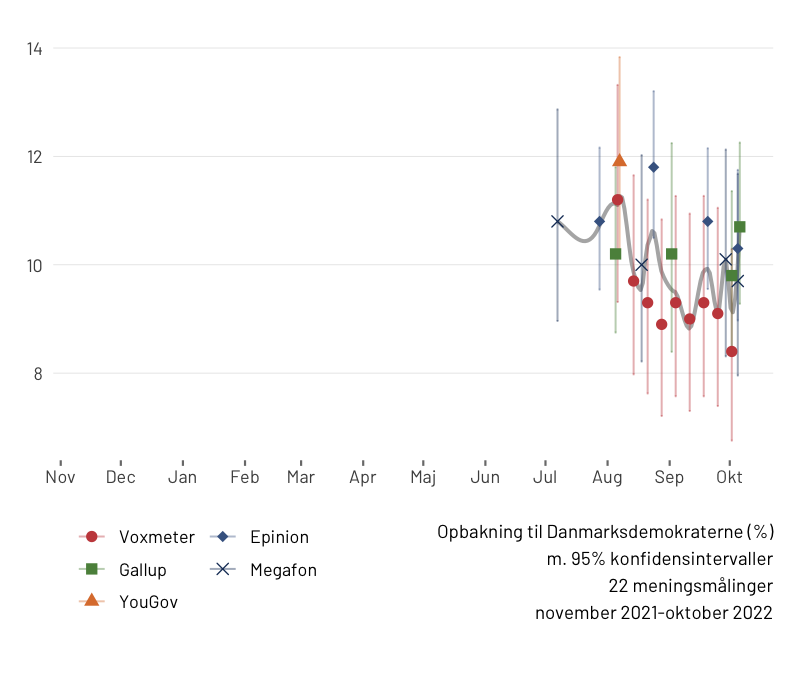 14
12
10
8
Nov Dec Jan Feb Mar Apr Maj Jun Jul Aug Sep Okt
Voxmeter Epinion
Gallup Megafon
YouGov
Opbakning til Danmarksdemokraterne (%)
m. 95% konfidensintervaller
22 meningsmålinger
november 2021-oktober 2022